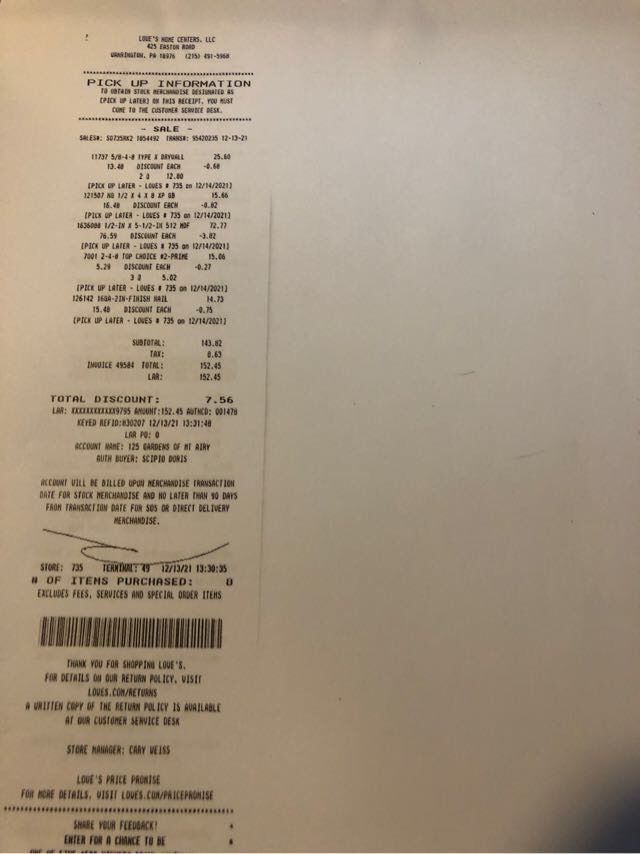 LOWE'S HOME CENTERS, LLC
425 EASTON ROAD
WARRINGTON, PA 18976 (215) 491-5968
PICK UP INFORMATION
TO OBTAIN STOCK MERCHANDISE DESIGNATED AS
[PICK UP LATER] ON THIS RECEIPT, YOU MUST
COME TO THE CUSTOMER SERVICE DESK.
- SALE -
SALES#: 1054492 TRANS#: 95420235 12-13-21
11737 5/8-4-8 TYPE X DRYWALL 25.60
13.48 DISCOUNT EACH -0.68
2 @ 12.80
[PICK UP LATER - LOWES # 735 on 12/14/2021]
121507 NG 1/2 X 4 X 8 XP GB 15.66
16.48 DISCOUNT EACH -0.82
[PICK UP LATER - LOWES # 735 on 12/14/2021]
1636088 1/2-IN X 5-1/2-IN 512 MDF 72.77
76.59 DISCOUNT EACH -3.82
[PICK UP LATER - LOWES # 735 on 12/14/2021]
7001 2-4-8 TOP CHOICE #2-PRIME 15.06
5.29 DISCOUNT EACH -0.27
3 @ 5.02
[PICK UP LATER - LOWES # 735 on 12/14/2021]
126142 16GA-2IN-FINISH NAIL 14.73
15.48 DISCOUNT EACH -0.75
[PICK UP LATER - LOWES # 735 on 12/14/2021]
SUBTOTAL: 143.82
TAX: 8.63
INVOICE 49584 TOTAL: 152.45
LAR: 152.45
TOTAL DISCOUNT: 7.56
LAR: XXXXXXXXXXXX9795 AMOUNT:152.45 AUTHCD: 001478
KEYED REFID:030207 12/13/21 13:31:48
LAR PO: 0
ACCOUNT NAME: 125 GARDENS OF MT AIRY
AUTH BUYER: SCIPIO DORIS
ACCOUNT WILL BE BILLED UPON MERCHANDISE TRANSACTION
DATE FOR STOCK MERCHANDISE AND NO LATER THAN 90 DAYS
FROM TRANSACTION DATE FOR SOS OR DIRECT DELIVERY
MERCHANDISE.
STORE: 735 TERMINAL: 49 12/13/21 13:30:35
# OF ITEMS PURCHASED: 8
EXCLUDES FEES, SERVICES AND SPECIAL ORDER ITEMS
THANK YOU FOR SHOPPING LOWE'S.
FOR DETAILS ON OUR RETURN POLICY, VISIT
LOWES.COM/RETURNS
A WRITTEN COPY OF THE RETURN POLICY IS AVAILABLE
AT OUR CUSTOMER SERVICE DESK
STORE MANAGER: CARY WEISS
LOWE'S PRICE PROMISE
FOR MORE DETAILS, VISIT LOWES.COM/PRICEPROMISE
SHARE YOUR FEEDBACK!
ENTER FOR A CHANCE TO BE